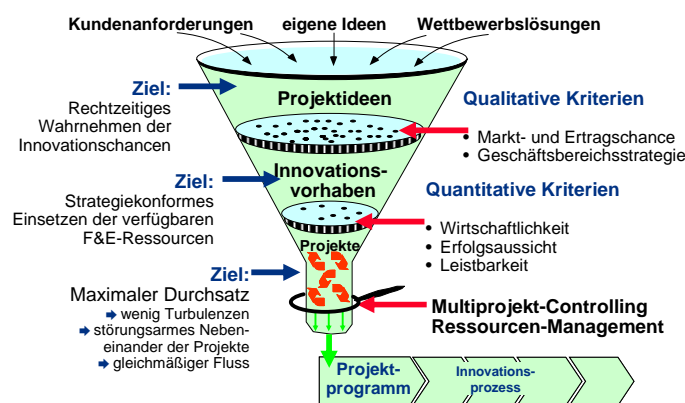 Kundenanforderungen eigene Ideen Wettbewerbslösungen
Ziel:
Rechtzeitiges
Wahrnehmen der
Innovationschancen
Projektideen
Qualitative Kriterien
• Markt- und Ertragschance
• Geschäftsbereichsstrategie
Ziel:
Strategiekonformes
Einsetzen der verfügbaren
F&E-Ressourcen
Innovations-
vorhaben
Quantitative Kriterien
• Wirtschaftlichkeit
• Erfolgsaussicht
• Leistbarkeit
Projekte
Ziel:
Maximaler Durchsatz
wenig Turbulenzen
störungsarmes Neben-
einander der Projekte
gleichmäßiger Fluss
Multiprojekt-Controlling
Ressourcen-Management
Projekt-
programm
Innovations-
prozess